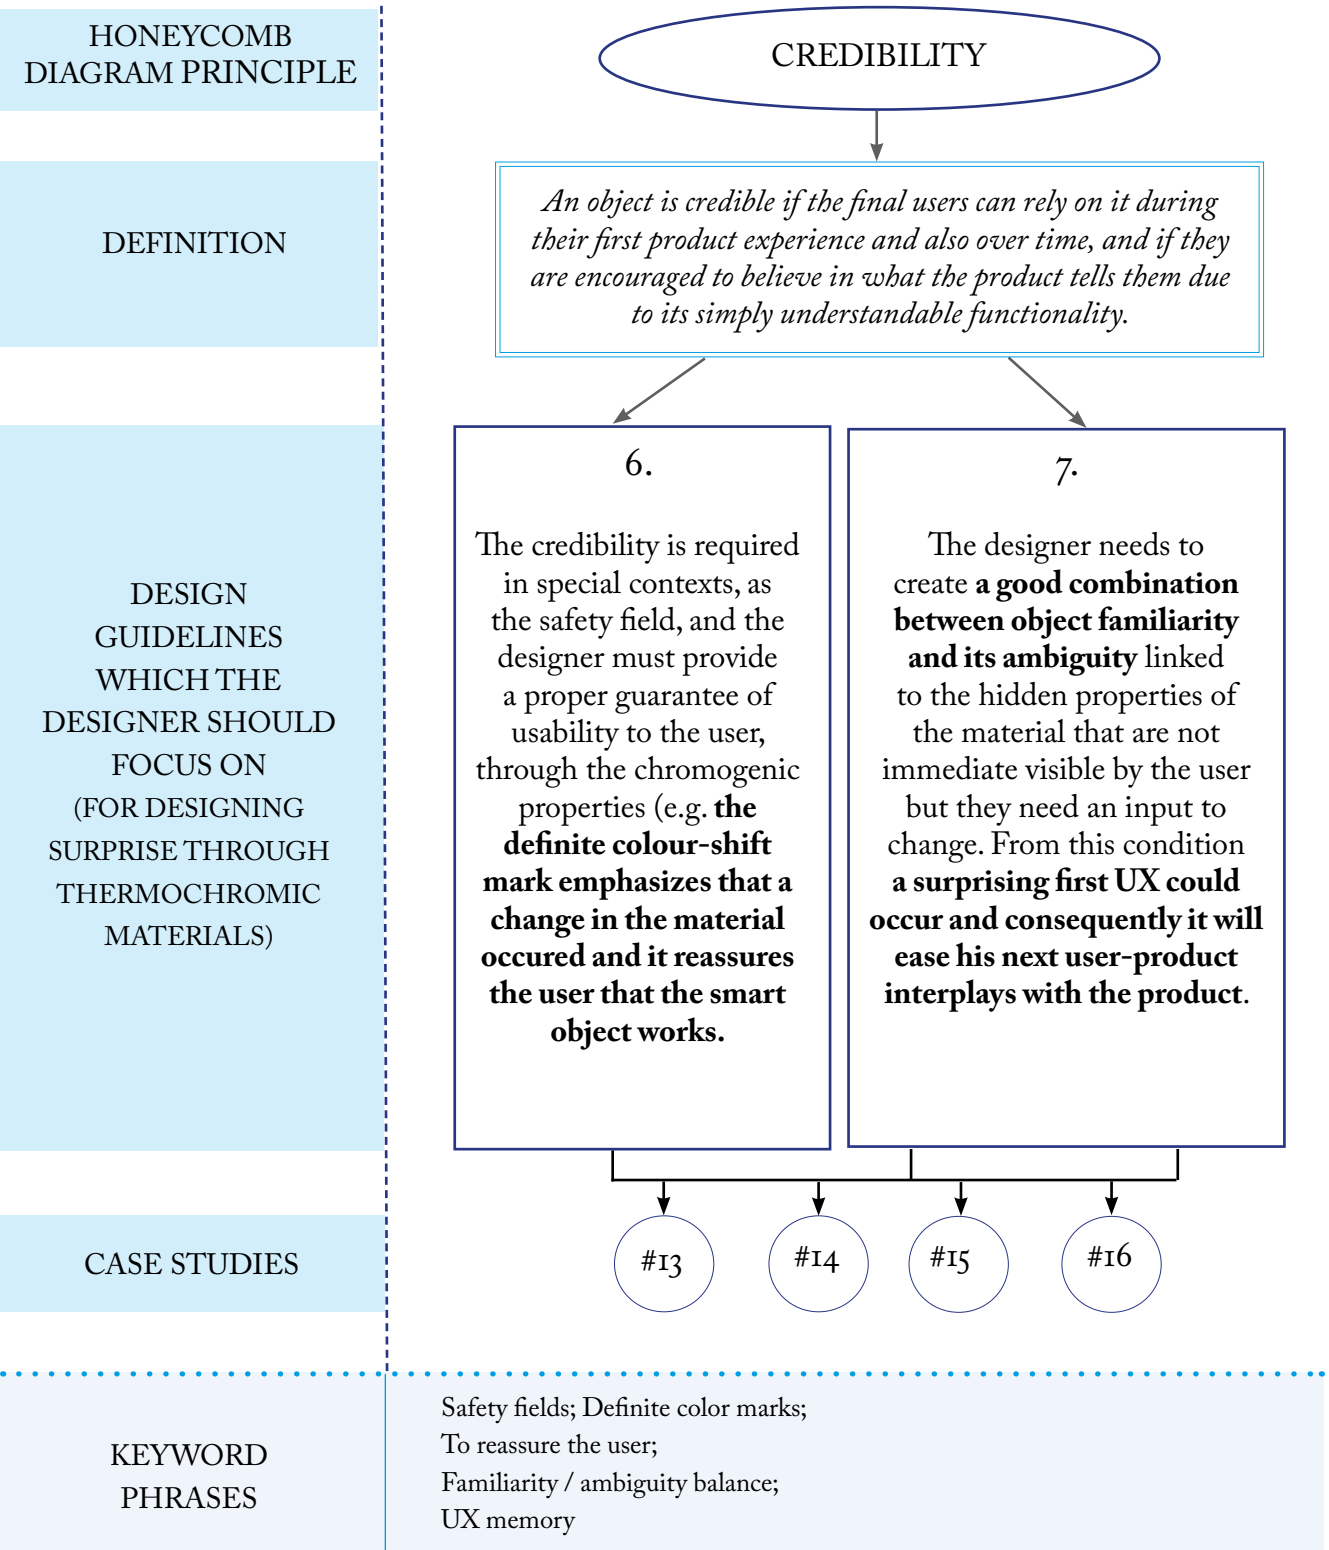 HONEYCOMB
DIAGRAM PRINCIPLE
CREDIBILITY
DEFINITION
An object is credible if the final users can rely on it during
their first product experience and also over time, and if they
are encouraged to believe in what the product tells them due
to its simply understandable functionality.
DESIGN
GUIDELINES
WHICH THE
DESIGNER SHOULD
FOCUS ON
(FOR DESIGNING
SURPRISE THROUGH
THERMOCHROMIC
MATERIALS)
6.
The credibility is required
in special contexts, as
the safety field, and the
designer must provide
a proper guarantee of
usability to the user,
through the chromogenic
properties (e.g. the
definite colour-shift
mark emphasizes that a
change in the material
occured and it reassures
the user that the smart
object works.
7.
The designer needs to
create a good combination
between object familiarity
and its ambiguity linked
to the hidden properties of
the material that are not
immediate visible by the user
but they need an input to
change. From this condition
a surprising first UX could
occur and consequently it will
ease his next user-product
interplays with the product.
CASE STUDIES
#13
#14
#15
#16
KEYWORD
PHRASES
Safety fields; Definite color marks;
To reassure the user;
Familiarity / ambiguity balance;
UX memory